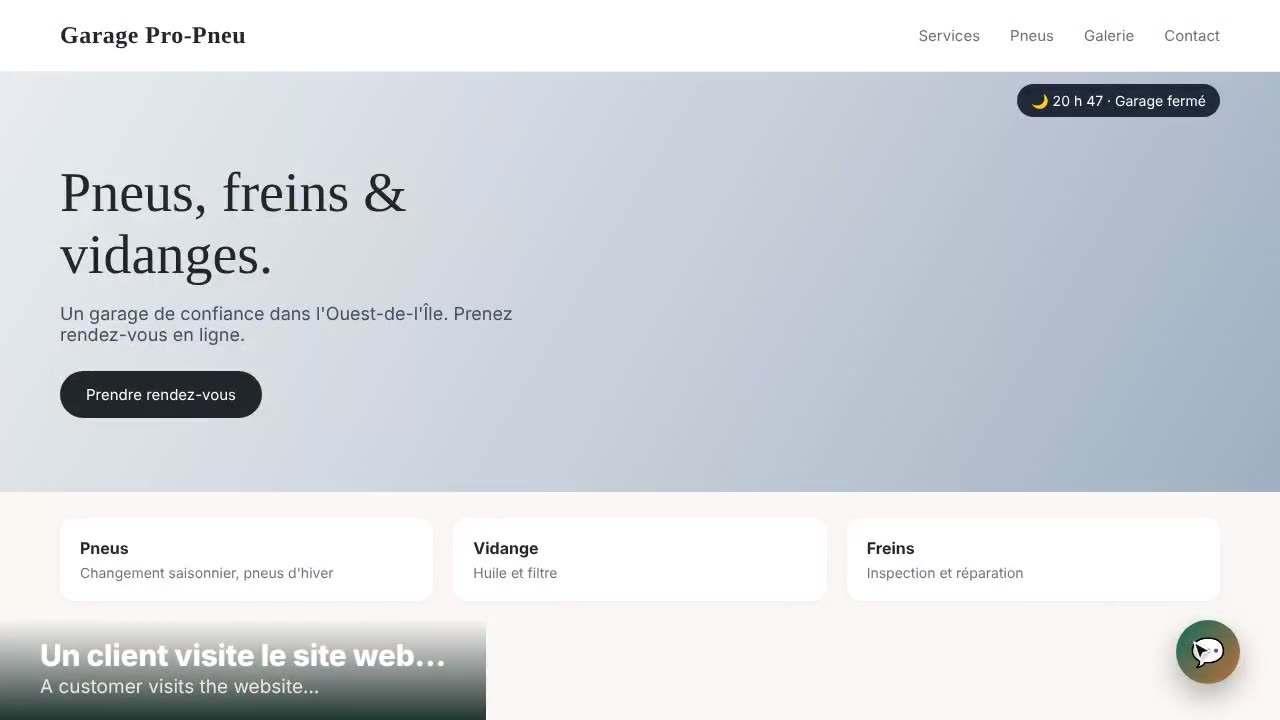 Garage Pro-Pneu
Services
Pneus
Galerie
Contact
🌙 20 h 47 · Garage fermé
Pneus, freins &
vidanges.
Un garage de confiance dans l'Ouest-de-l'Île. Prenez
rendez-vous en ligne.
Prendre rendez-vous
Pneus
Changement saisonnier, pneus d'hiver
Vidange
Huile et filtre
Freins
Inspection et réparation
Un client visite le site web...
A customer visits the website...